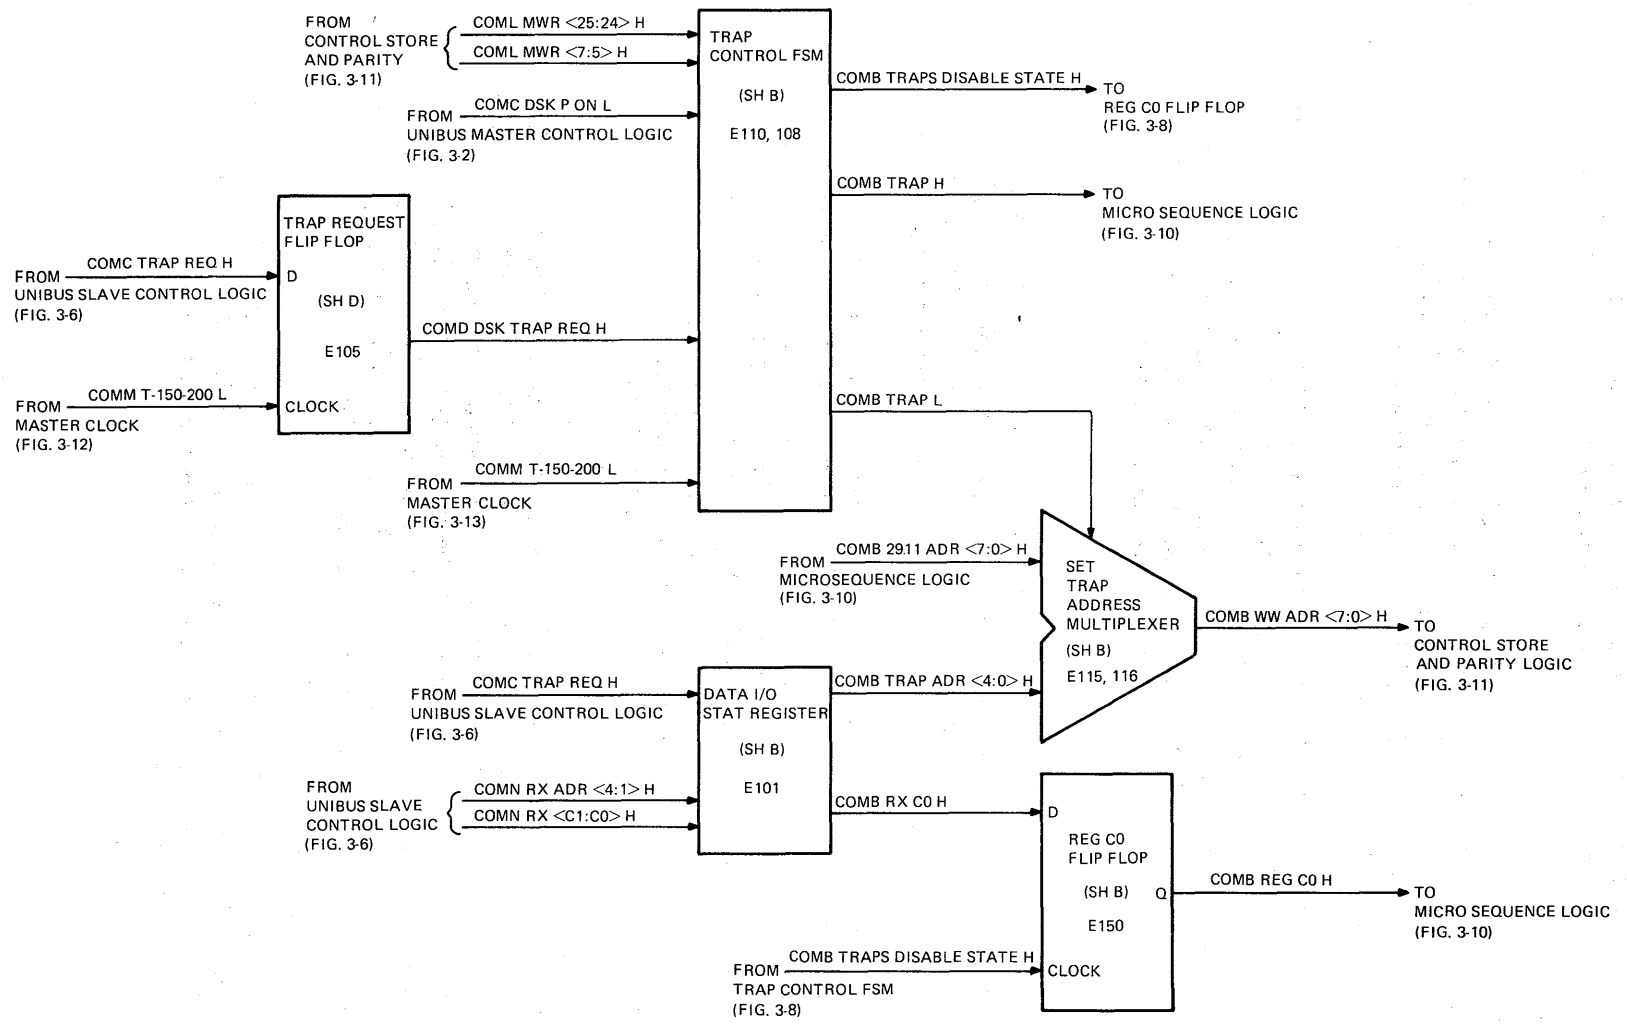 FROM
CONTROL STORE
AND PARITY
(FIG. 3-11)
COML MWR <25:24> H
COML MWR <7:5> H
FROM
COMC DSK P ON L
UNIBUS MASTER CONTROL LOGIC
(FIG. 3-2)
TRAP
CONTROL FSM
(SH B)
E110, 108
COMB TRAPS DISABLE STATE H
TO
REG C0 FLIP FLOP
(FIG. 3-8)
COMB TRAP H
TO
MICRO SEQUENCE LOGIC
(FIG. 3-10)
TRAP REQUEST
FLIP FLOP
D
(SH D)
E105
CLOCK
COMC TRAP REQ H
FROM
UNIBUS SLAVE CONTROL LOGIC
(FIG. 3-6)
COMM T-150-200 L
FROM
MASTER CLOCK
(FIG. 3-12)
COMD DSK TRAP REQ H
COMB TRAP L
COMM T-150-200 L
FROM
MASTER CLOCK
(FIG. 3-13)
COMB 29.11 ADR <7:0> H
FROM
MICROSEQUENCE LOGIC
(FIG. 3-10)
SET
TRAP
ADDRESS
MULTIPLEXER
(SH B)
E115, 116
COMB WW ADR <7:0> H
TO
CONTROL STORE
AND PARITY LOGIC
(FIG. 3-11)
COMC TRAP REQ H
FROM
UNIBUS SLAVE CONTROL LOGIC
(FIG. 3-6)
DATA I/O
STAT REGISTER
(SH B)
E101
COMB TRAP ADR <4:0> H
FROM
UNIBUS SLAVE
CONTROL LOGIC
(FIG. 3-6)
COMN RX ADR <4:1> H
COMN RX <C1:C0> H
COMB RX C0 H
D
REG C0
FLIP FLOP
(SH B)
Q
E150
CLOCK
COMB REG C0 H
TO
MICRO SEQUENCE LOGIC
(FIG. 3-10)
COMB TRAPS DISABLE STATE H
FROM
TRAP CONTROL FSM
(FIG. 3-8)